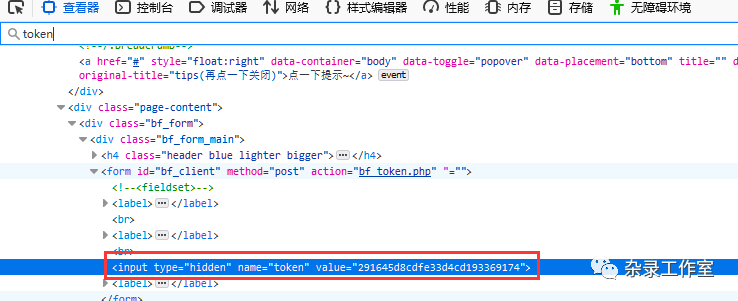 查看器 控制台 调试器 网络 {} 样式编辑器 性能 内存 存储 无障碍环境
token
<!--/.breadcrumb-->
<a href="#" style="float:right" data-container="body" data-toggle="popover" data-placement="bottom" title="" d
original-title="tips(再点一下关闭)">点一下提示~</a> event
</div>
<div class="page-content">
<div class="bf_form">
<div class="bf_form_main">
<h4 class="header blue lighter bigger">…</h4>
<form id="bf_client" method="post" action="bf_token.php" "="">
<!--<fieldset>-->
<label>…</label>
<br>
<label>…</label>
<br>
<input type="hidden" name="token" value="291645d8cdfe33d4cd193369174">
<label>…</label>
</form>
杂录工作室